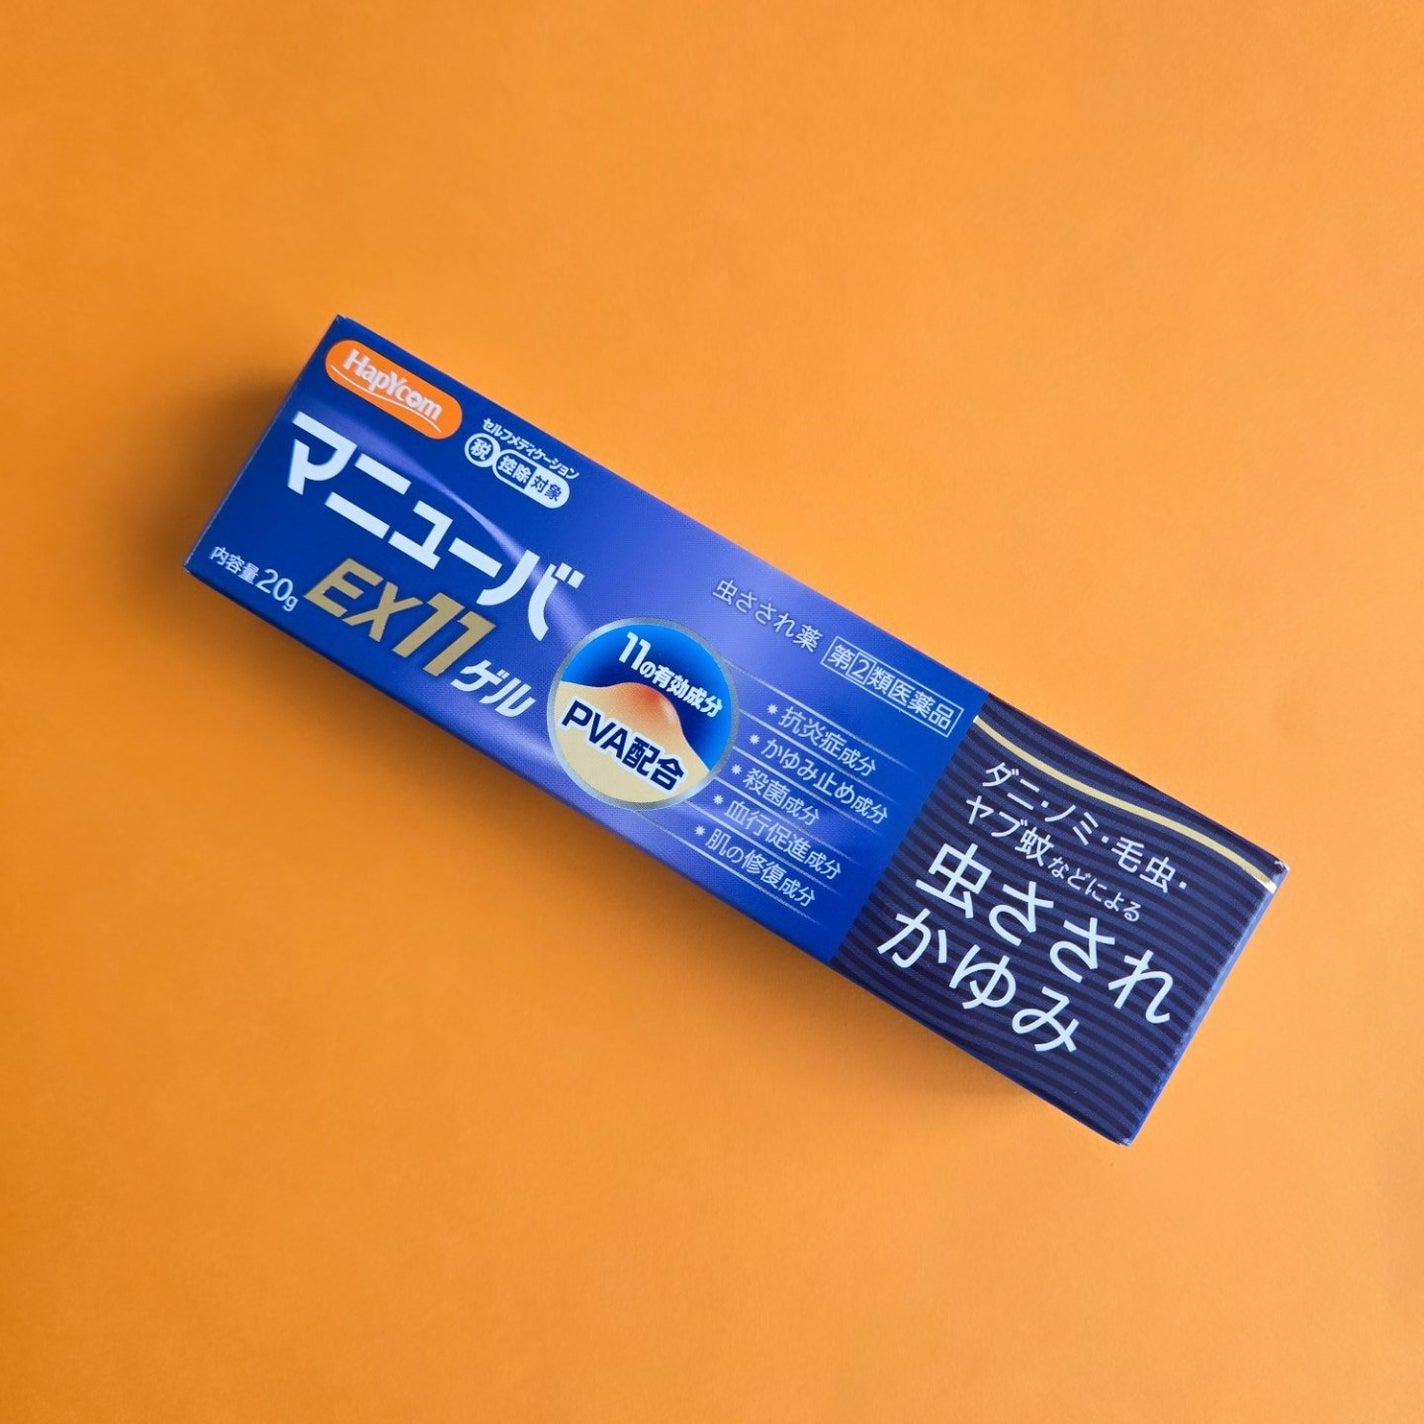 HapYcom
セルフメディケーション
税 控除 対象
マニューバ
EX11 ゲル
内容量20g
11の有効成分
PVA配合
虫さされ薬 第②類医薬品
* 抗炎症成分
* かゆみ止め成分
* 殺菌成分
* 血行促進成分
* 肌の修復成分
ダニ・ノミ・毛虫・
ヤブ蚊などによる
虫さされ
かゆみ